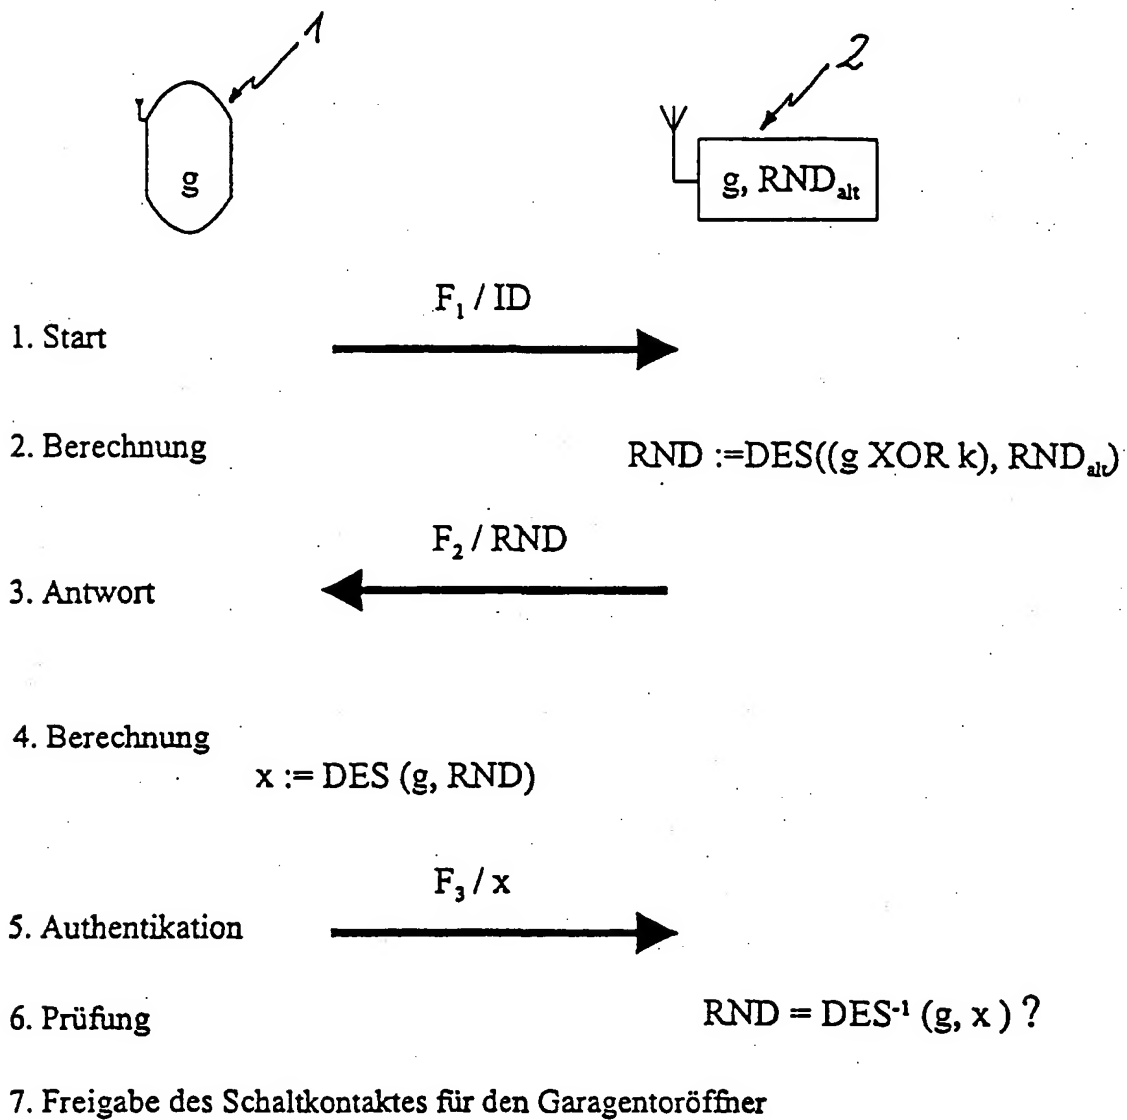 1
2
g
g, RND_alt
F₁ / ID
1. Start
2. Berechnung
RND :=DES((g XOR k), RND_alt)
F₂ / RND
3. Antwort
4. Berechnung
x := DES (g, RND)
F₃ / x
5. Authentikation
6. Prüfung
RND = DES⁻¹ (g, x) ?
7. Freigabe des Schaltkontaktes für den Garagentoröffner